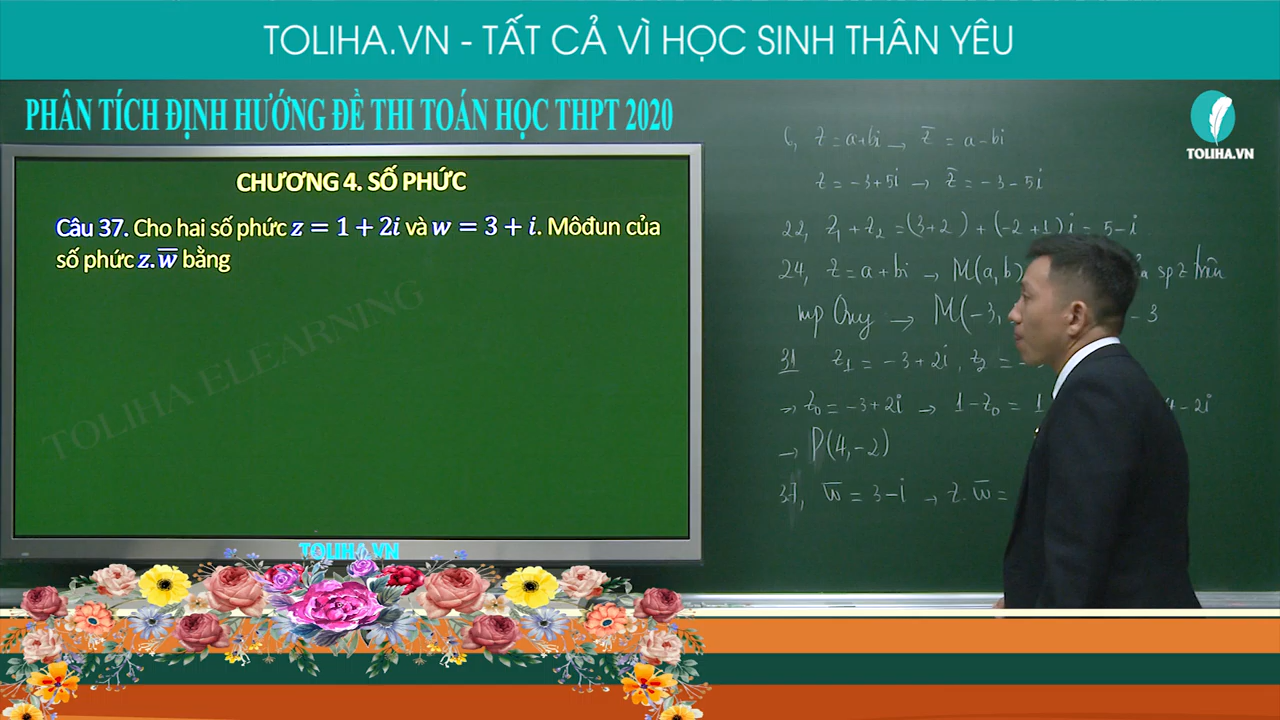 TOLIHA.VN - TẤT CẢ VÌ HỌC SINH THÂN YÊU
PHÂN TÍCH ĐỊNH HƯỚNG ĐỀ THI TOÁN HỌC THPT 2020
TOLIHA.VN
CHƯƠNG 4. SỐ PHỨC
Câu 37. Cho hai số phức z = 1 + 2i và w = 3 + i. Môđun của
số phức z.w̅ bằng
TOLIHA ELEARNING
TOLIHA.VN
6, z = a+bi → z̅ = a-bi
z = -3+5i → z̅ = -3-5i
22, z₁ + z₂ = (3+2) + (-2+1)i = 5-i
24, z = a+bi → M(a,b) sp z trên
mp Oxy → M(-3, -3
31 z₁ = -3+2i, z₂ = -
⇒ z₀ = -3+2i → 1-z₀ = 1 4-2i
→ P(4,-2)
37, w̅ = 3-i → z.w̅ =